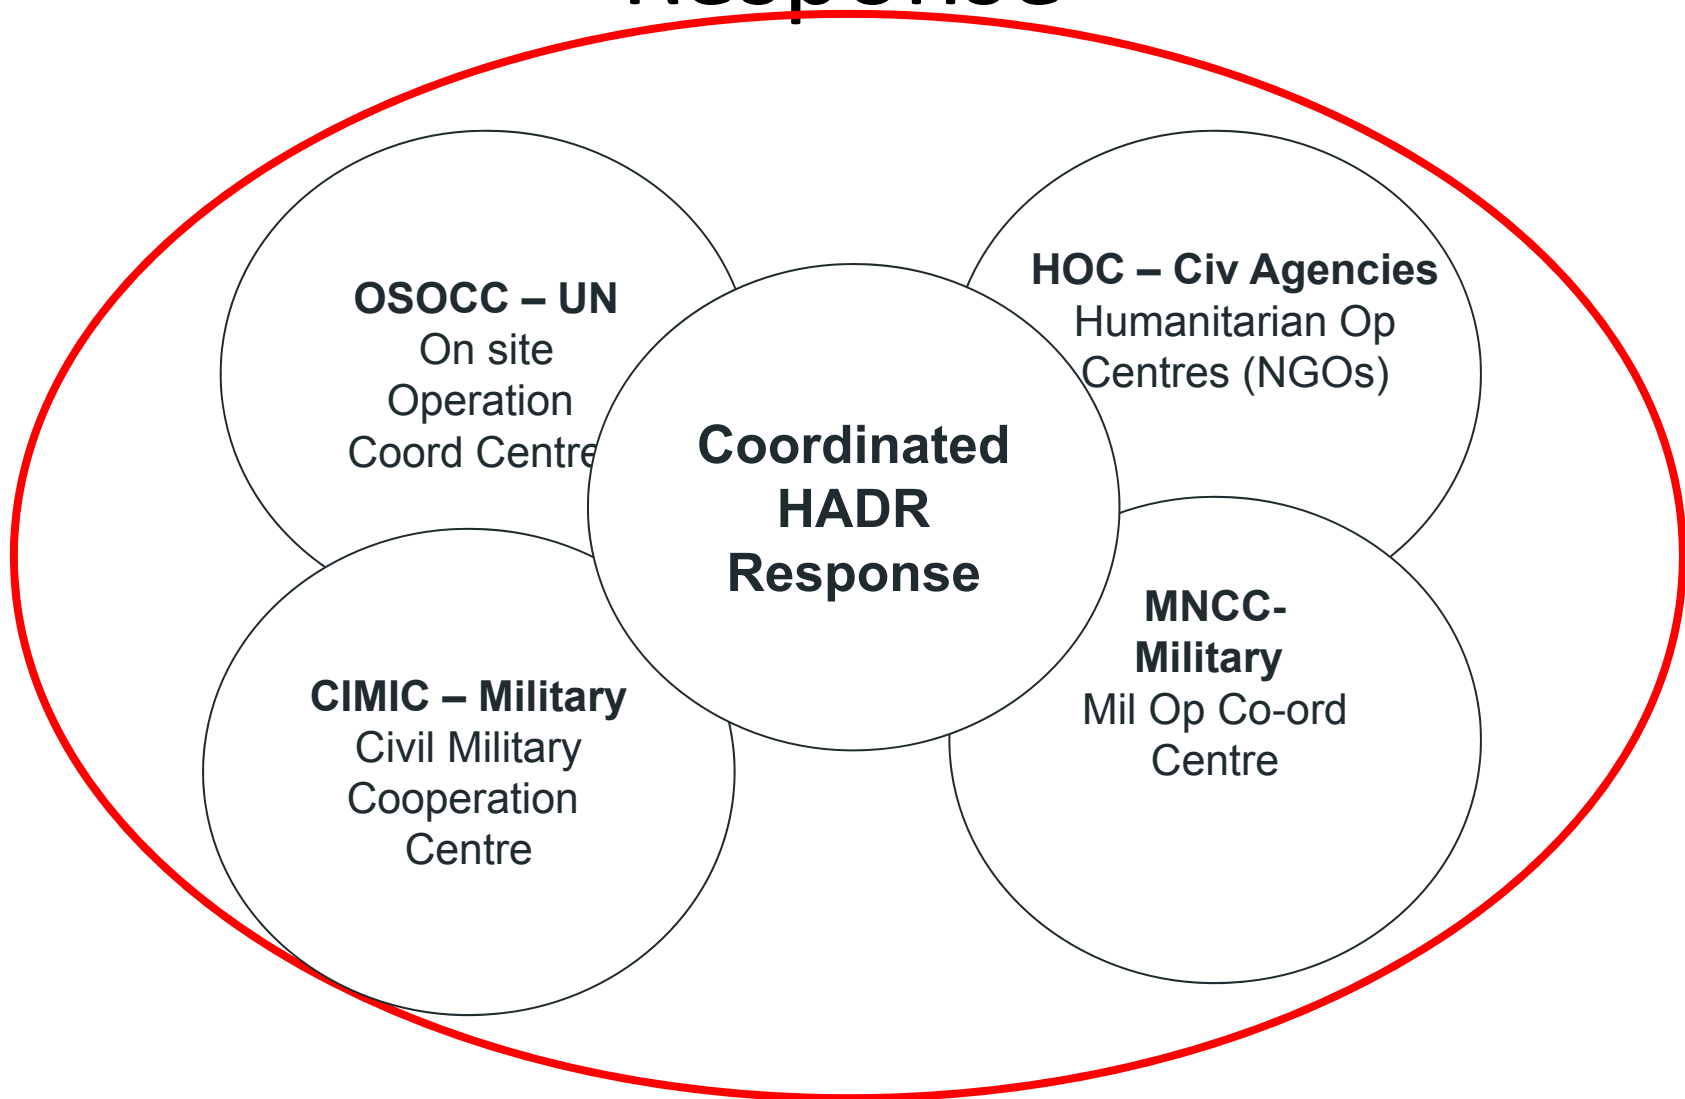 Response
OSOCC – UN
On site
Operation
Coord Centre
HOC – Civ Agencies
Humanitarian Op
Centres (NGOs)
Coordinated
HADR
Response
CIMIC – Military
Civil Military
Cooperation
Centre
MNCC-
Military
Mil Op Co-ord
Centre